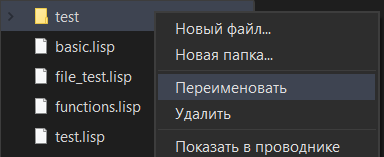 test
basic.lisp
file_test.lisp
functions.lisp
test.lisp
Новый файл...
Новая папка...
Переименовать
Удалить
Показать в проводнике